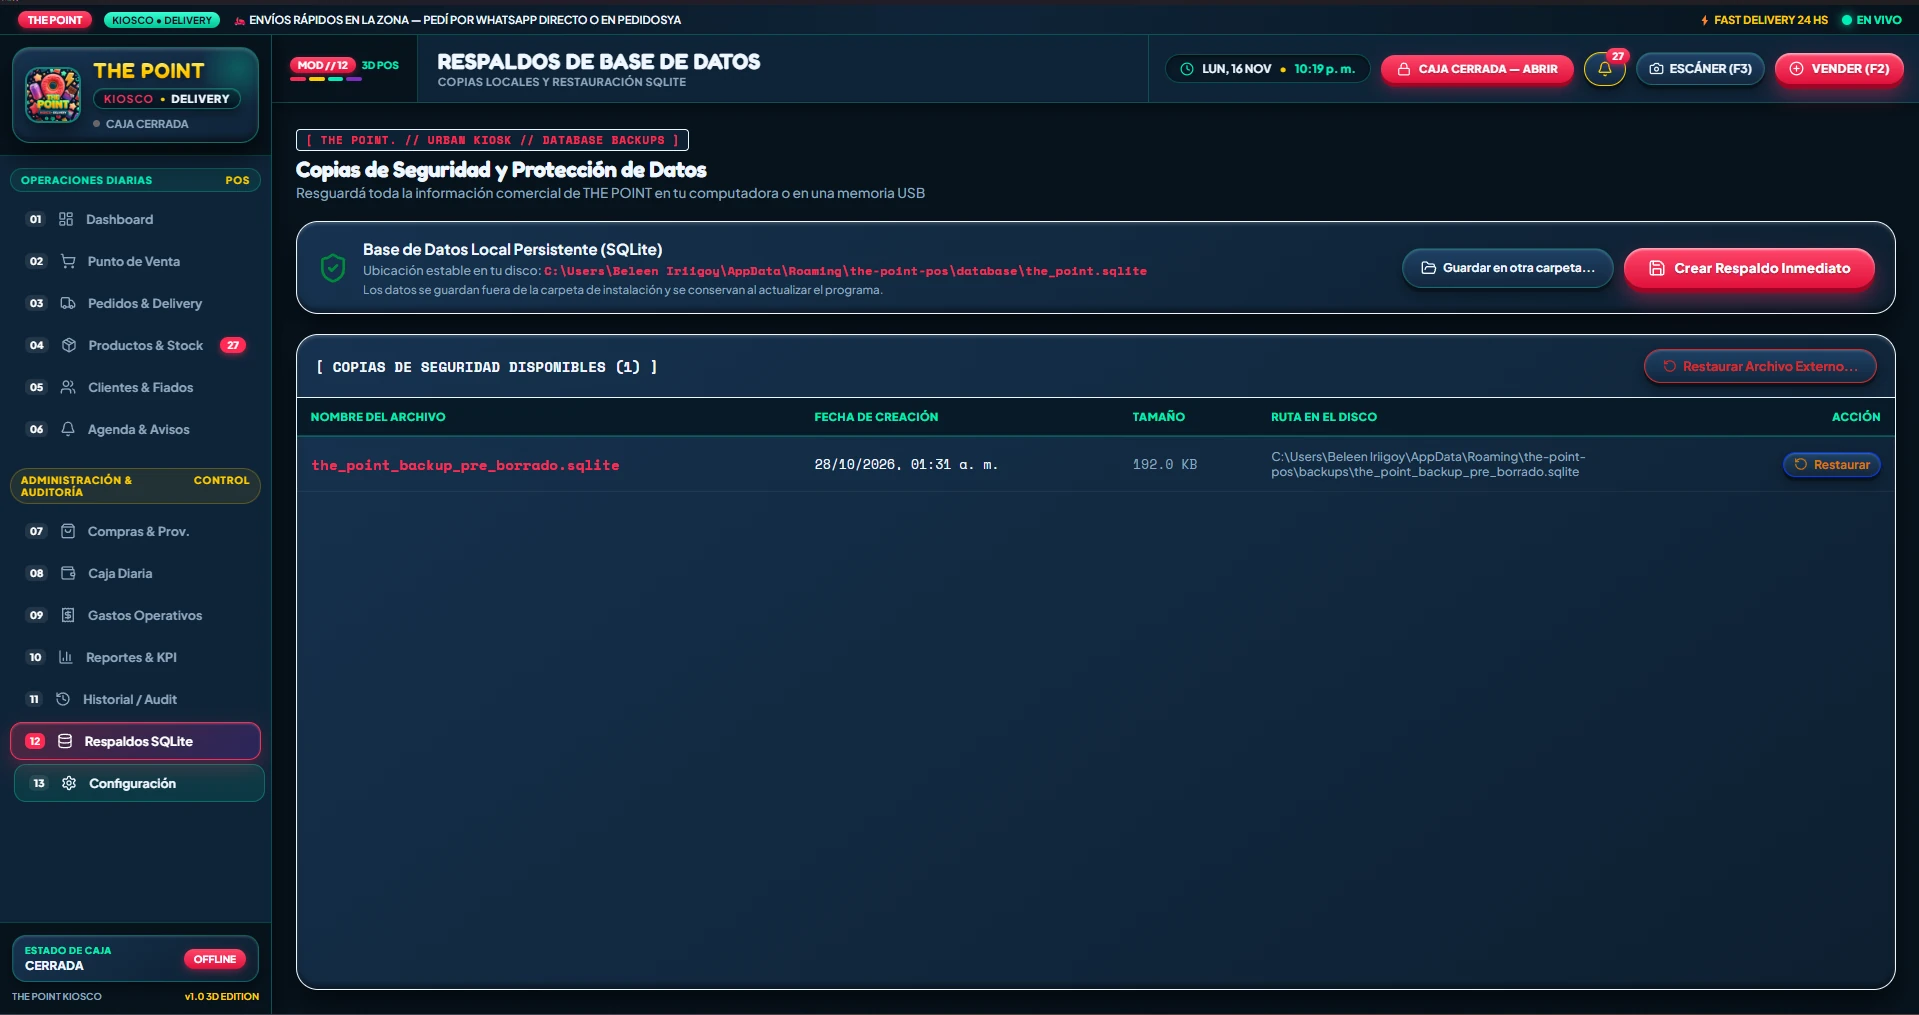 THE POINT
KIOSCO • DELIVERY
ENVÍOS RÁPIDOS EN LA ZONA — PEDÍ POR WHATSAPP DIRECTO O EN PEDIDOSYA
FAST DELIVERY 24 HS
EN VIVO
THE POINT
KIOSCO • DELIVERY
CAJA CERRADA
MOD // 12
3D POS
RESPALDOS DE BASE DE DATOS
COPIAS LOCALES Y RESTAURACIÓN SQLITE
LUN, 16 NOV • 10:19 p. m.
CAJA CERRADA — ABRIR
27
ESCÁNER (F3)
VENDER (F2)
OPERACIONES DIARIAS POS
01 Dashboard
02 Punto de Venta
03 Pedidos & Delivery
04 Productos & Stock 27
05 Clientes & Fiados
06 Agenda & Avisos
ADMINISTRACIÓN & CONTROL
AUDITORÍA
07 Compras & Prov.
08 Caja Diaria
09 Gastos Operativos
10 Reportes & KPI
11 Historial / Audit
12 Respaldos SQLite
13 Configuración
ESTADO DE CAJA
CERRADA
OFFLINE
THE POINT KIOSCO
v1.0 3D EDITION
[ THE POINT. // URBAN KIOSK // DATABASE BACKUPS ]
Copias de Seguridad y Protección de Datos
Resguardá toda la información comercial de THE POINT en tu computadora o en una memoria USB
Base de Datos Local Persistente (SQLite)
Ubicación estable en tu disco: C:\Users\Beleen Iriigoy\AppData\Roaming\the-point-pos\database\the_point.sqlite
Los datos se guardan fuera de la carpeta de instalación y se conservan al actualizar el programa.
Guardar en otra carpeta...
Crear Respaldo Inmediato
[ COPIAS DE SEGURIDAD DISPONIBLES (1) ]
Restaurar Archivo Externo...
NOMBRE DEL ARCHIVO FECHA DE CREACIÓN TAMAÑO RUTA EN EL DISCO ACCIÓN
the_point_backup_pre_borrado.sqlite 28/10/2026, 01:31 a. m. 192.0 KB
C:\Users\Beleen Iriigoy\AppData\Roaming\the-point-
pos\backups\the_point_backup_pre_borrado.sqlite
Restaurar